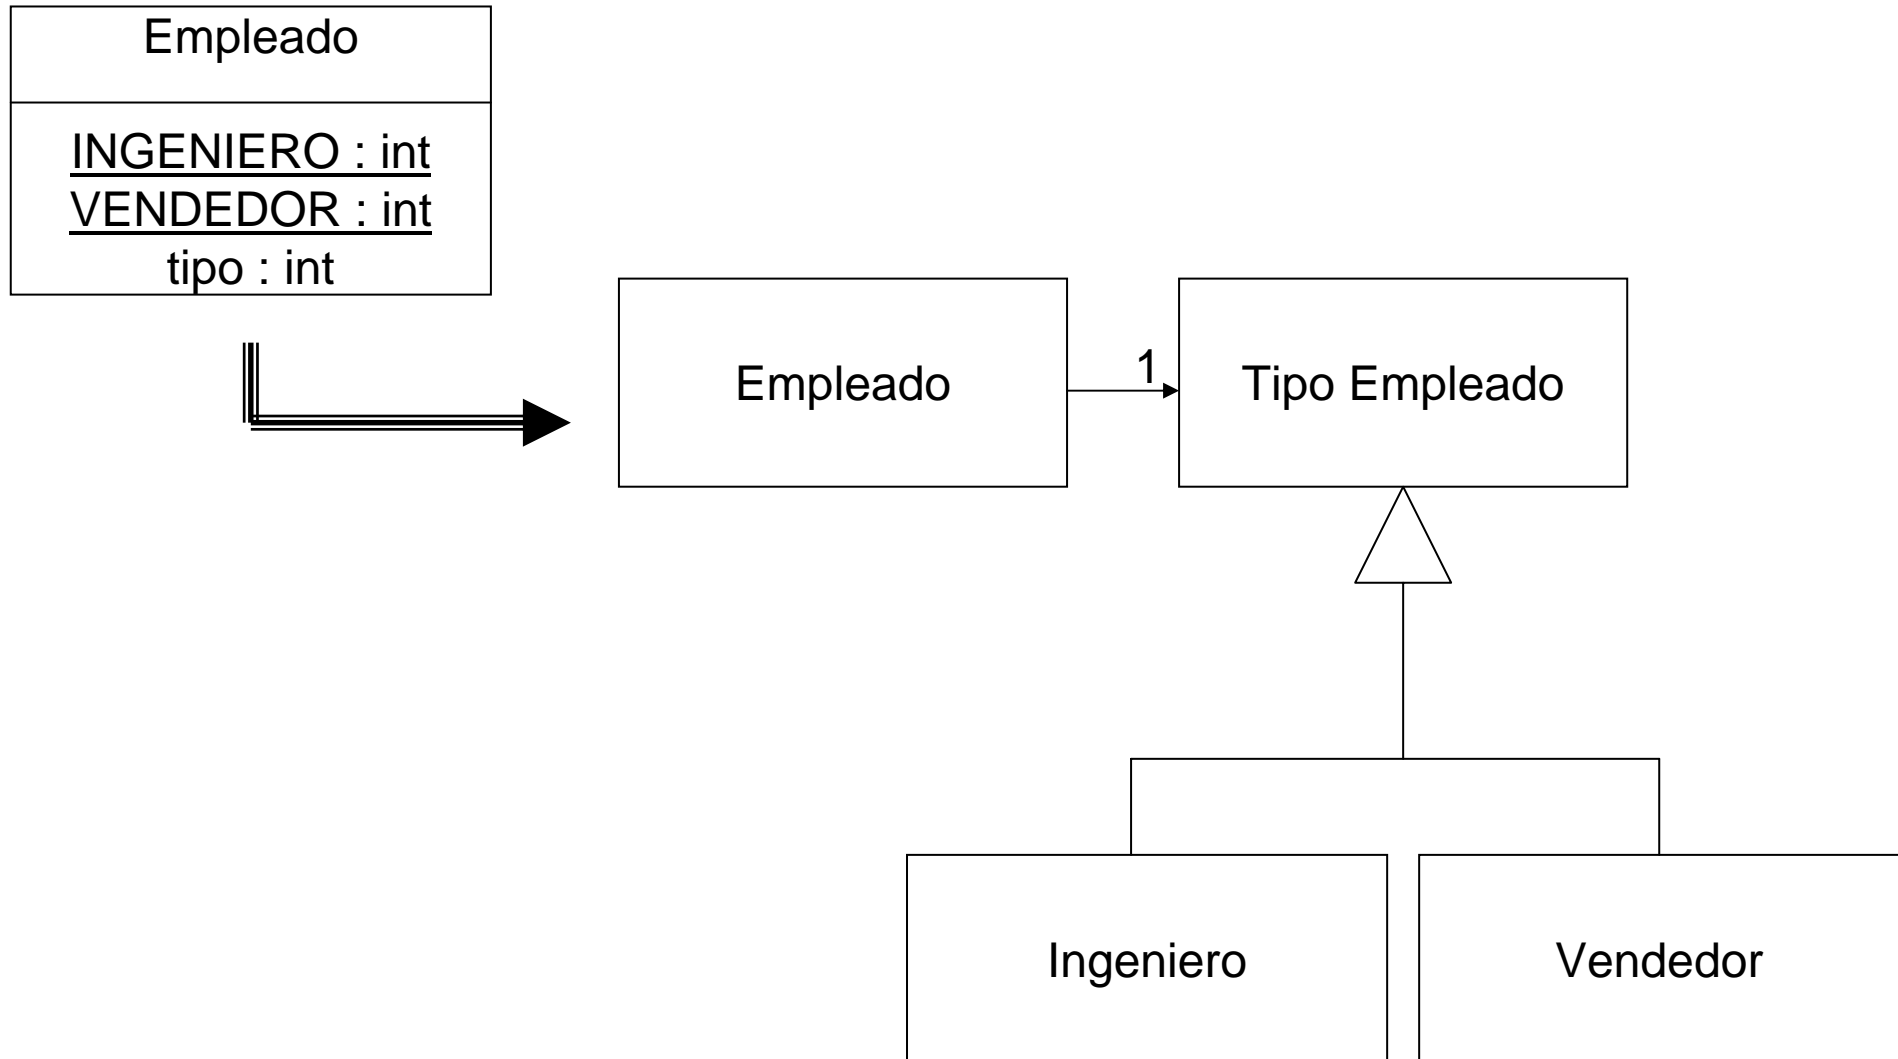 Empleado
INGENIERO : int
VENDEDOR : int
tipo : int
Empleado
1
Tipo Empleado
Ingeniero
Vendedor